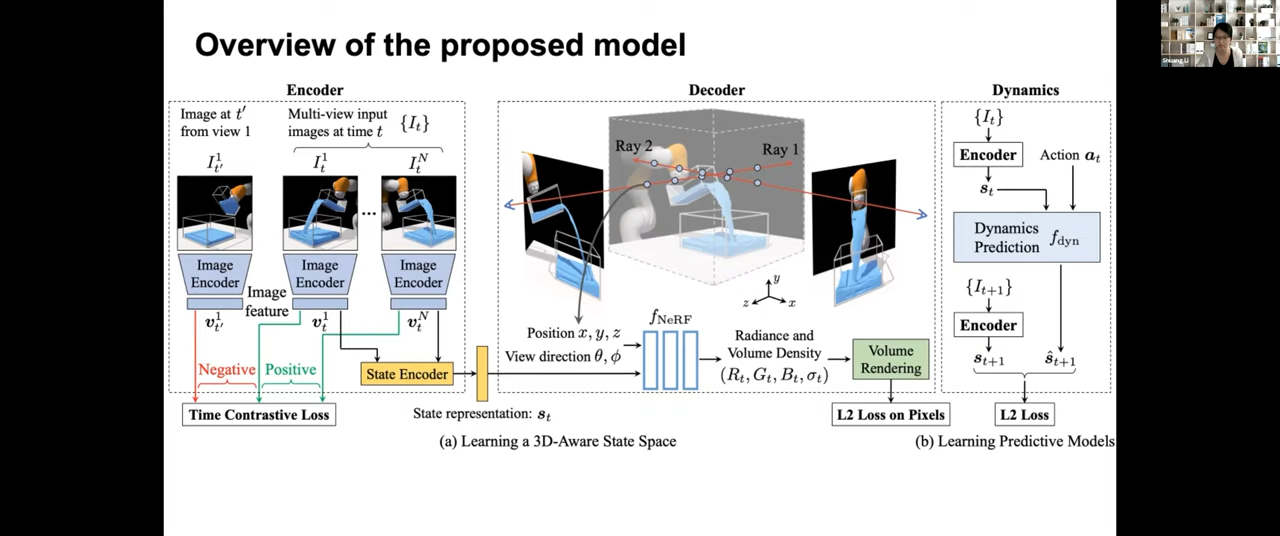 Overview of the proposed model
Shuang Li
Encoder
Image at t′
from view 1
Multi-view input
images at time t
{I_t}
I^1_{t′}
I^1_t
I^N_t
...
Image
Encoder
Image
Encoder
Image
Encoder
Image
feature
v^1_{t′}
v^1_t
v^N_t
Negative
Positive
State Encoder
Time Contrastive Loss
State representation: s_t
Decoder
Ray 2
Ray 1
y
z
x
Position x, y, z
View direction θ, ϕ
f_NeRF
Radiance and
Volume Density
(R_t, G_t, B_t, σ_t)
Volume
Rendering
L2 Loss on Pixels
(a) Learning a 3D-Aware State Space
Dynamics
{I_t}
Encoder
Action a_t
s_t
Dynamics
Prediction f_dyn
{I_{t+1}}
Encoder
s_{t+1}
ŝ_{t+1}
L2 Loss
(b) Learning Predictive Models